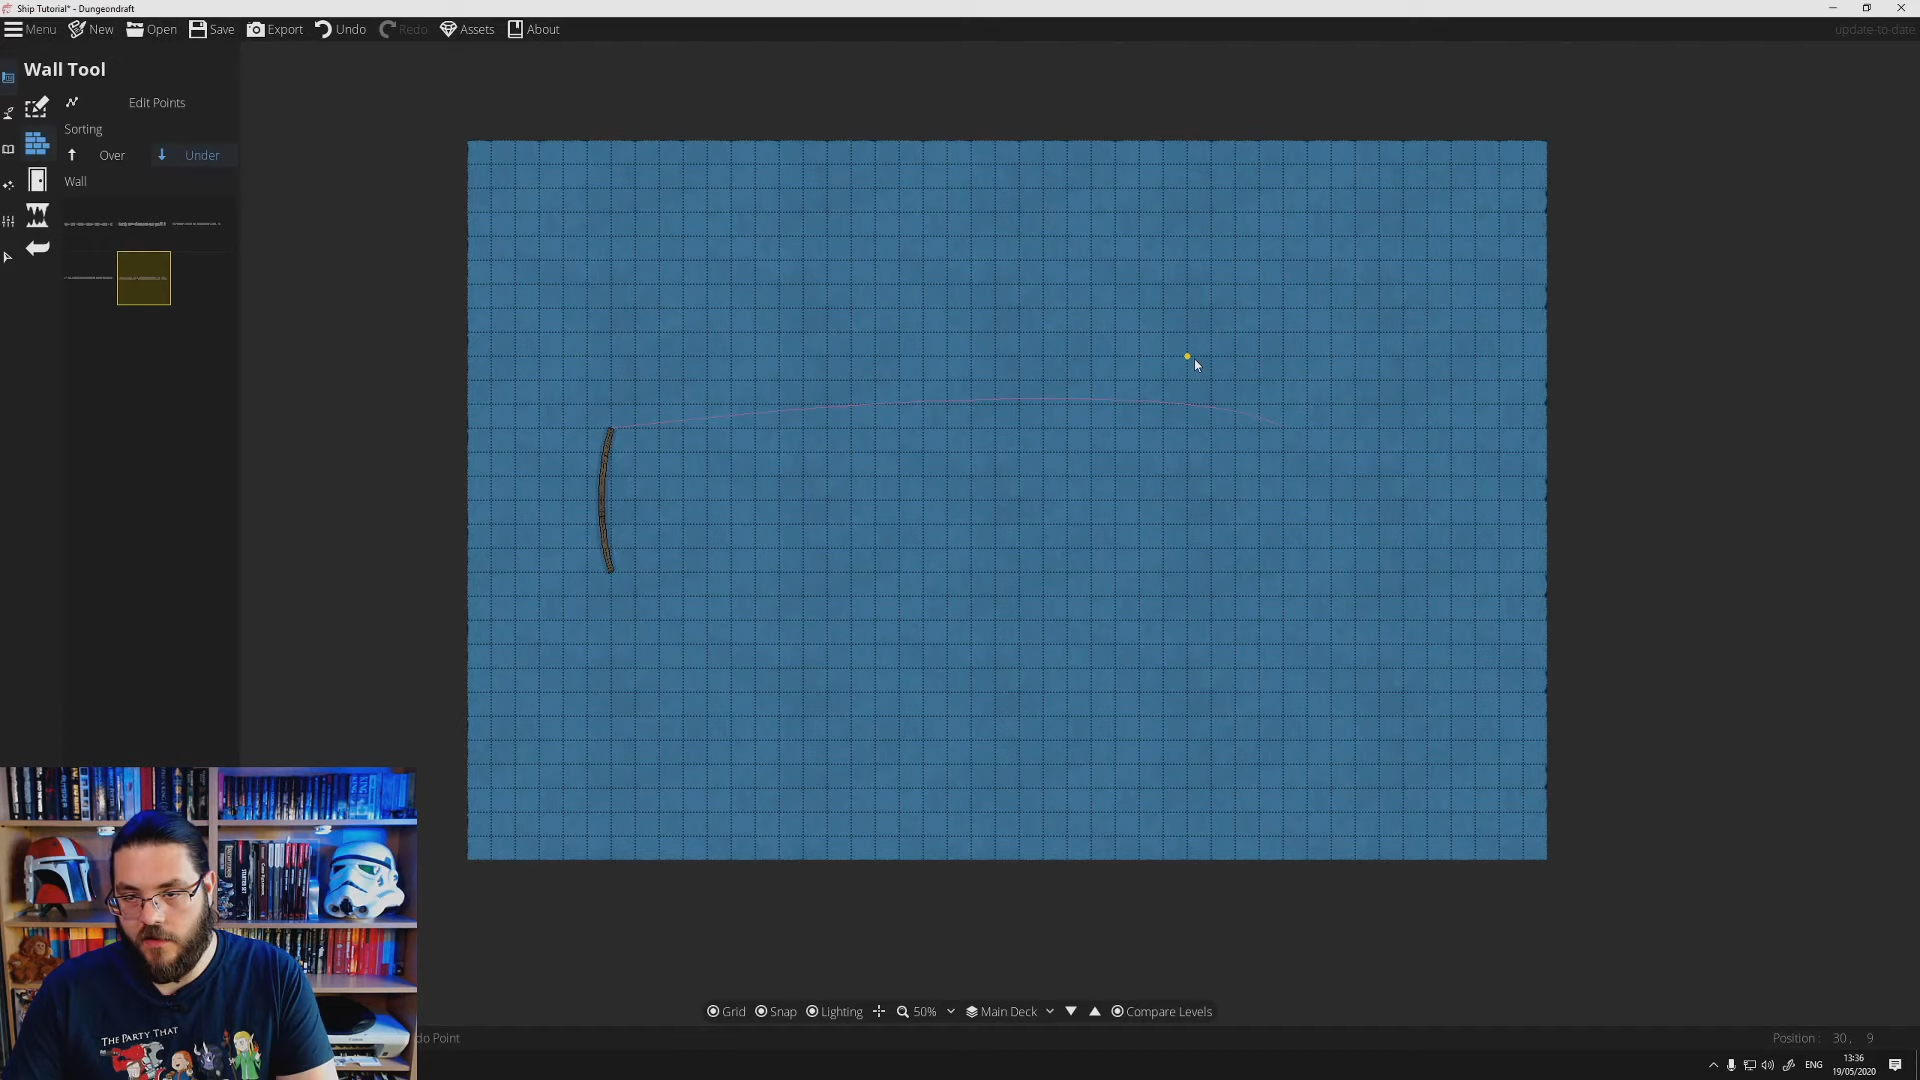 Ship Tutorial* - Dungeondraft
Menu New Open Save Export Undo Redo Assets About
update-to-date
Wall Tool
Edit Points
Sorting
Over Under
Wall
Grid Snap Lighting 50% Main Deck Compare Levels
do Point
Position : 30, 9
ENG
13:36
19/05/2020
THE PARTY THAT